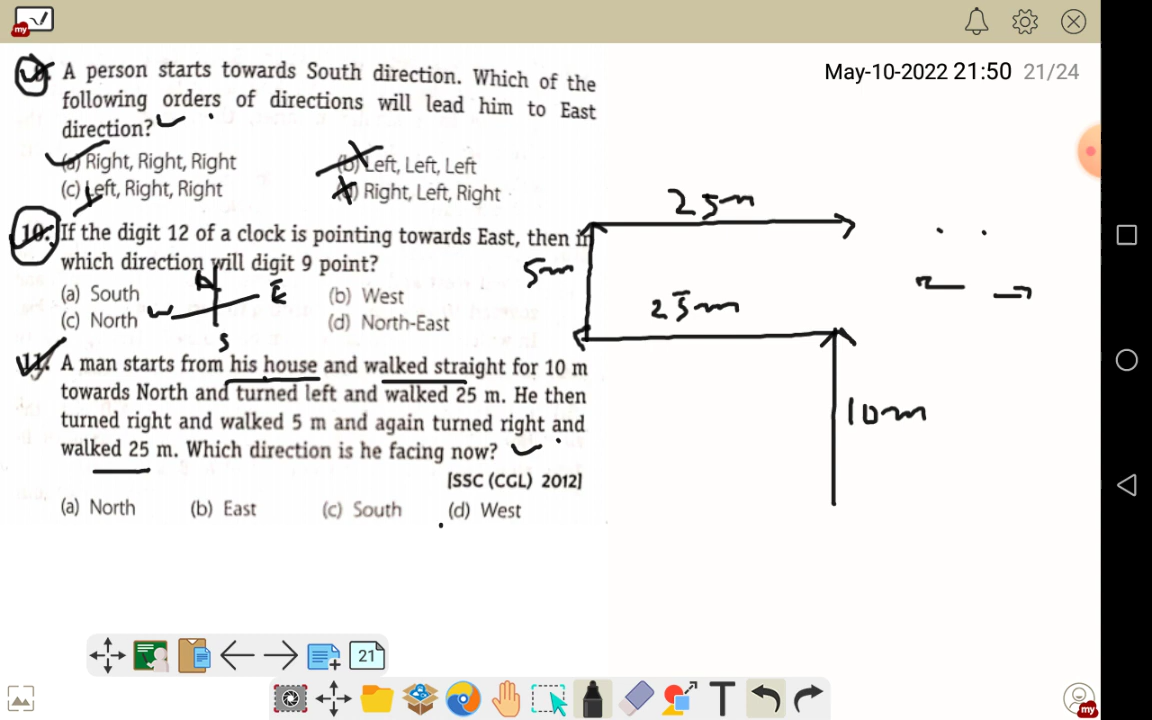 my
May-10-2022 21:50 21/24
A person starts towards South direction. Which of the
following orders of directions will lead him to East
direction?
(a) Right, Right, Right (b) Left, Left, Left
(c) Left, Right, Right (d) Right, Left, Right
10. If the digit 12 of a clock is pointing towards East, then in
which direction will digit 9 point?
(a) South (b) West
(c) North (d) North-East
N
W E
S
11. A man starts from his house and walked straight for 10 m
towards North and turned left and walked 25 m. He then
turned right and walked 5 m and again turned right and
walked 25 m. Which direction is he facing now?
[SSC (CGL) 2012]
(a) North (b) East (c) South (d) West
25m
5m
25m
10m
21
T
my